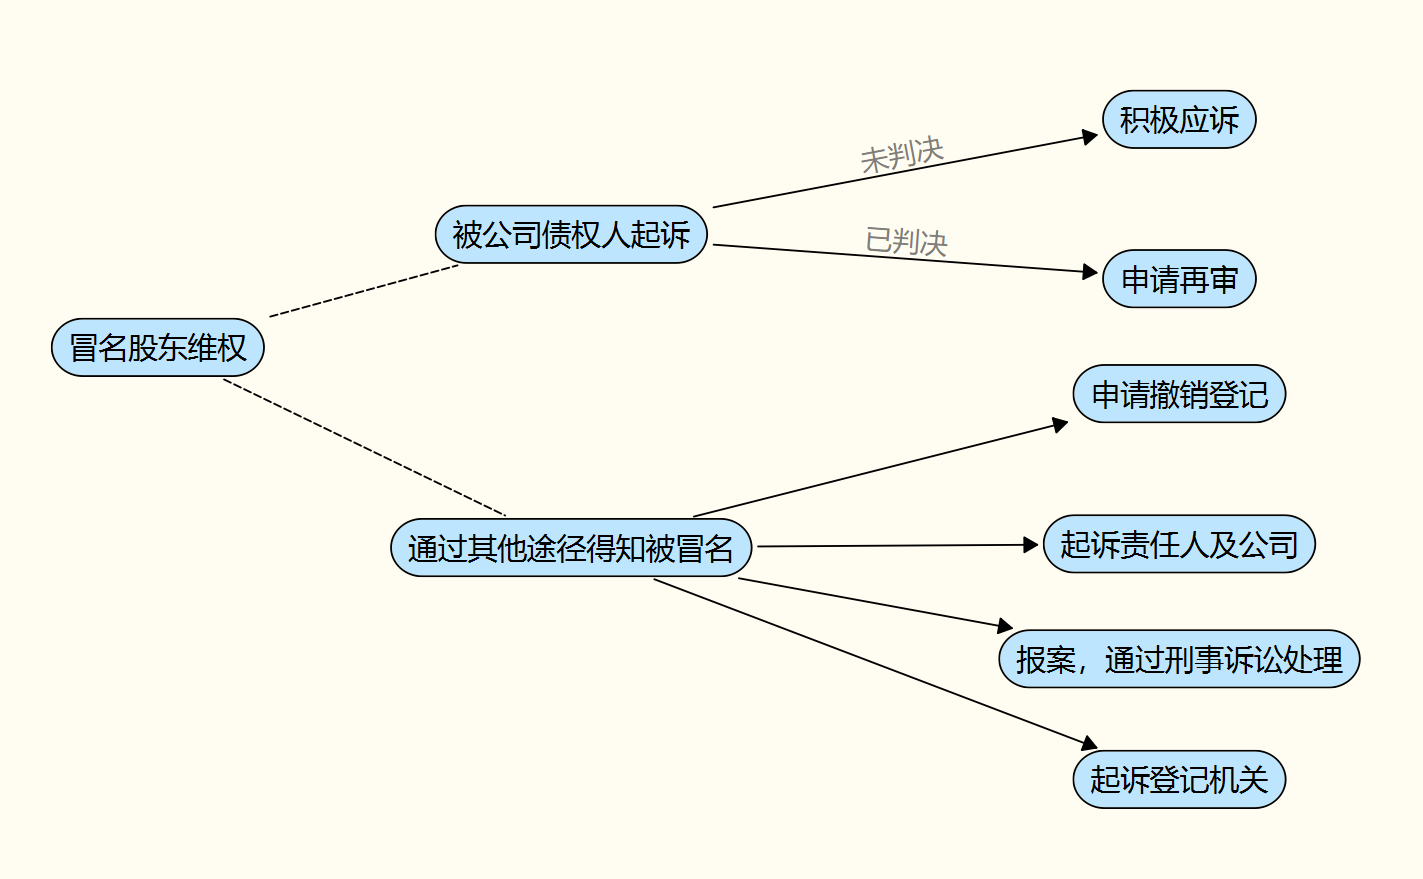 积极应诉
未判决
被公司债权人起诉
已判决
申请再审
冒名股东维权
申请撤销登记
通过其他途径得知被冒名
起诉责任人及公司
报案，通过刑事诉讼处理
起诉登记机关